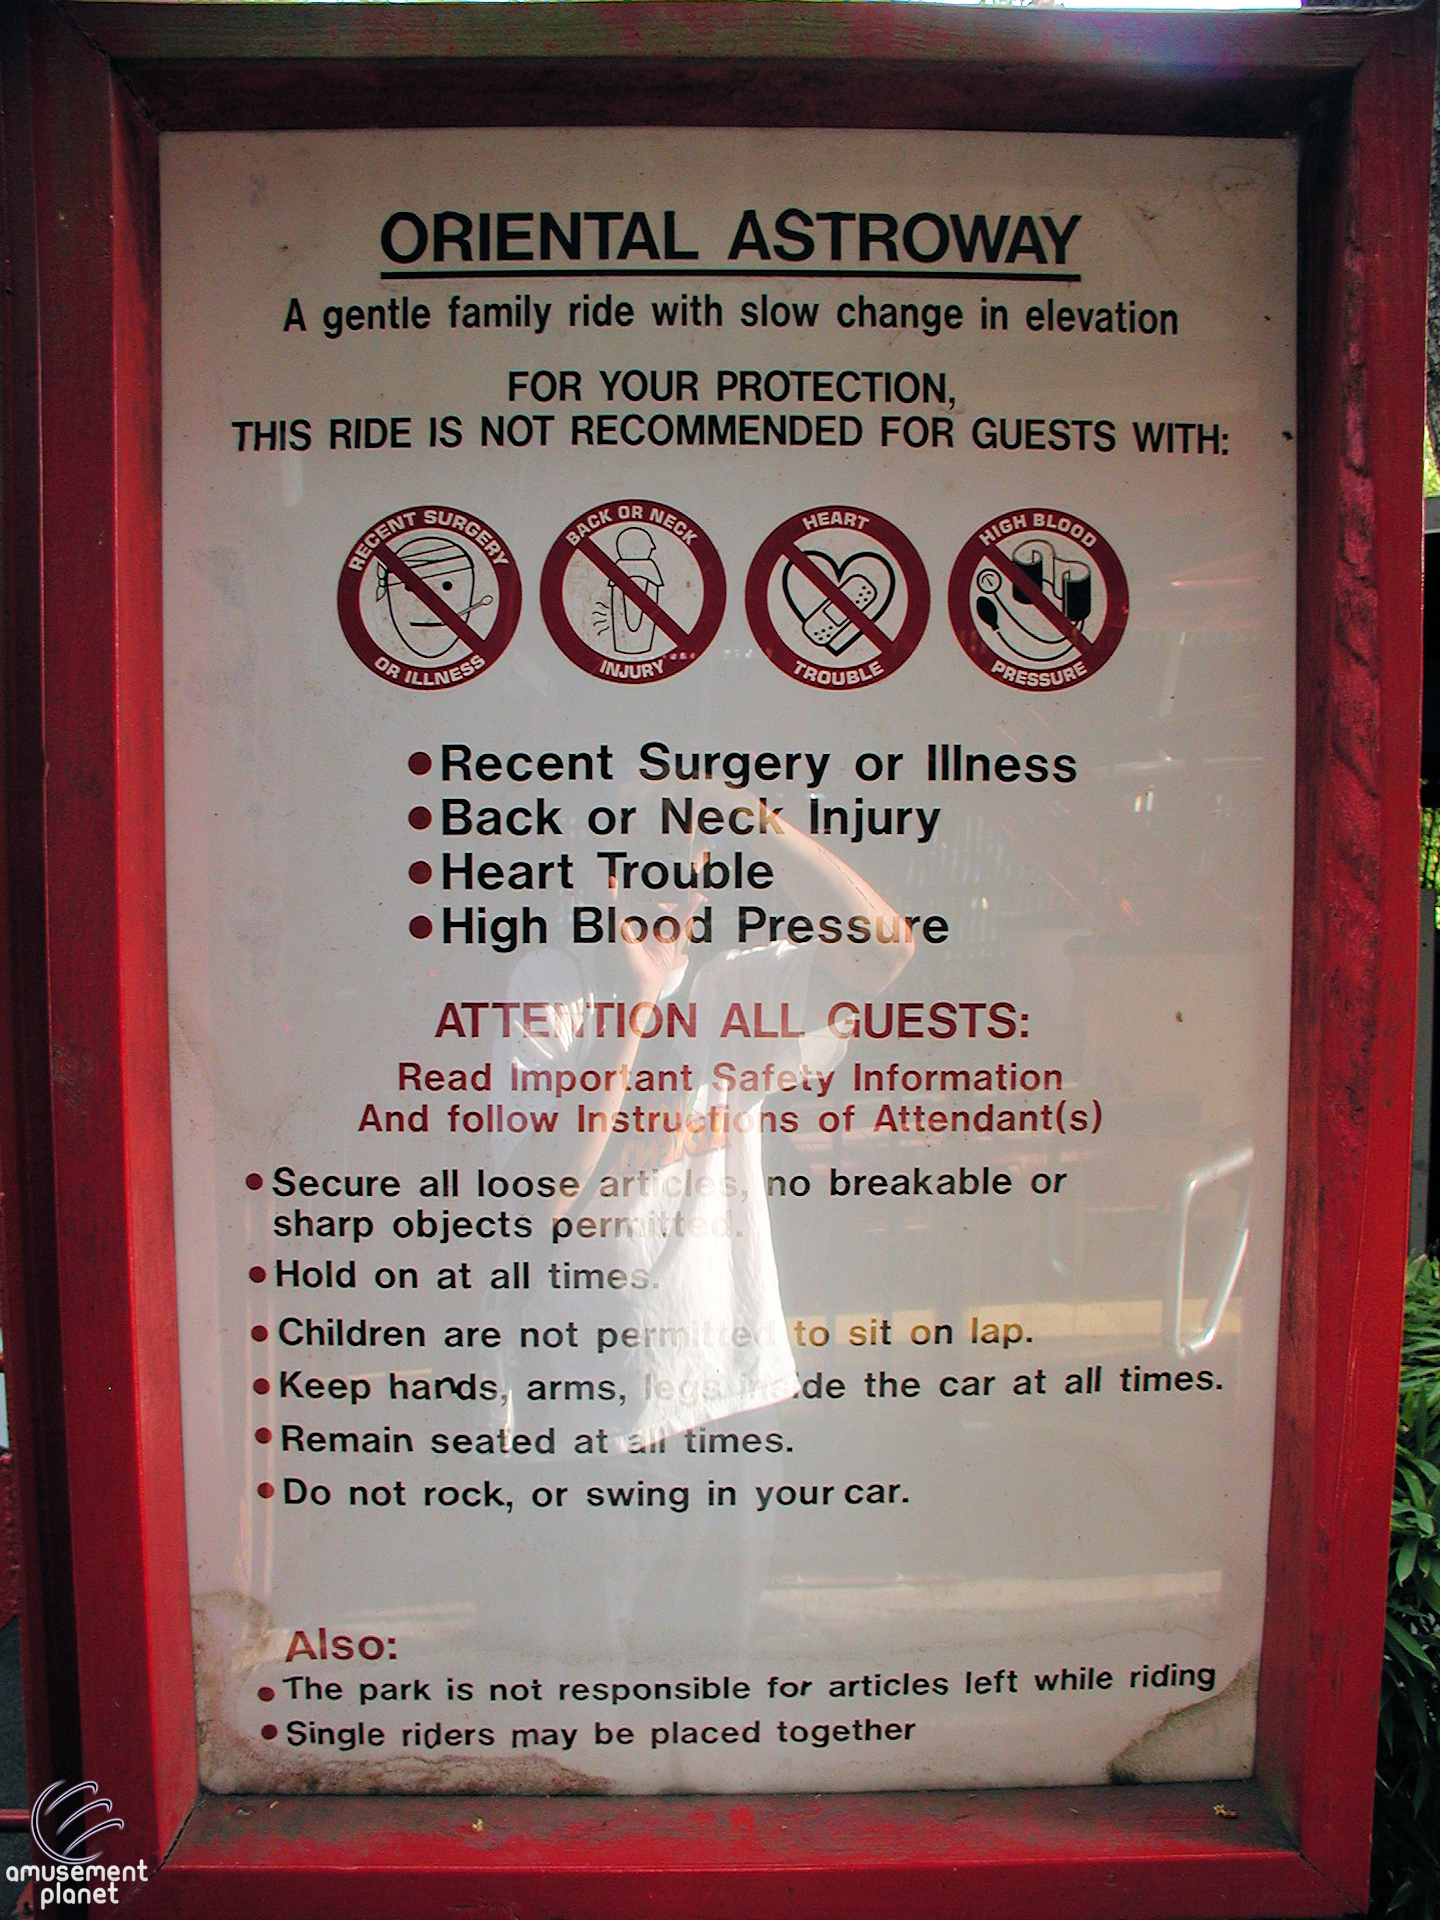 ORIENTAL ASTROWAY
A gentle family ride with slow change in elevation
FOR YOUR PROTECTION,
THIS RIDE IS NOT RECOMMENDED FOR GUESTS WITH:
RECENT SURGERY OR ILLNESS
BACK OR NECK INJURY
HEART TROUBLE
HIGH BLOOD PRESSURE
•Recent Surgery or Illness
•Back or Neck Injury
•Heart Trouble
•High Blood Pressure
ATTENTION ALL GUESTS:
Read Important Safety Information
And follow Instructions of Attendant(s)
•Secure all loose articles, no breakable or
sharp objects permitted.
•Hold on at all times.
•Children are not permitted to sit on lap.
•Keep hands, arms, legs inside the car at all times.
•Remain seated at all times.
•Do not rock, or swing in your car.
Also:
•The park is not responsible for articles left while riding
•Single riders may be placed together
amusement
planet